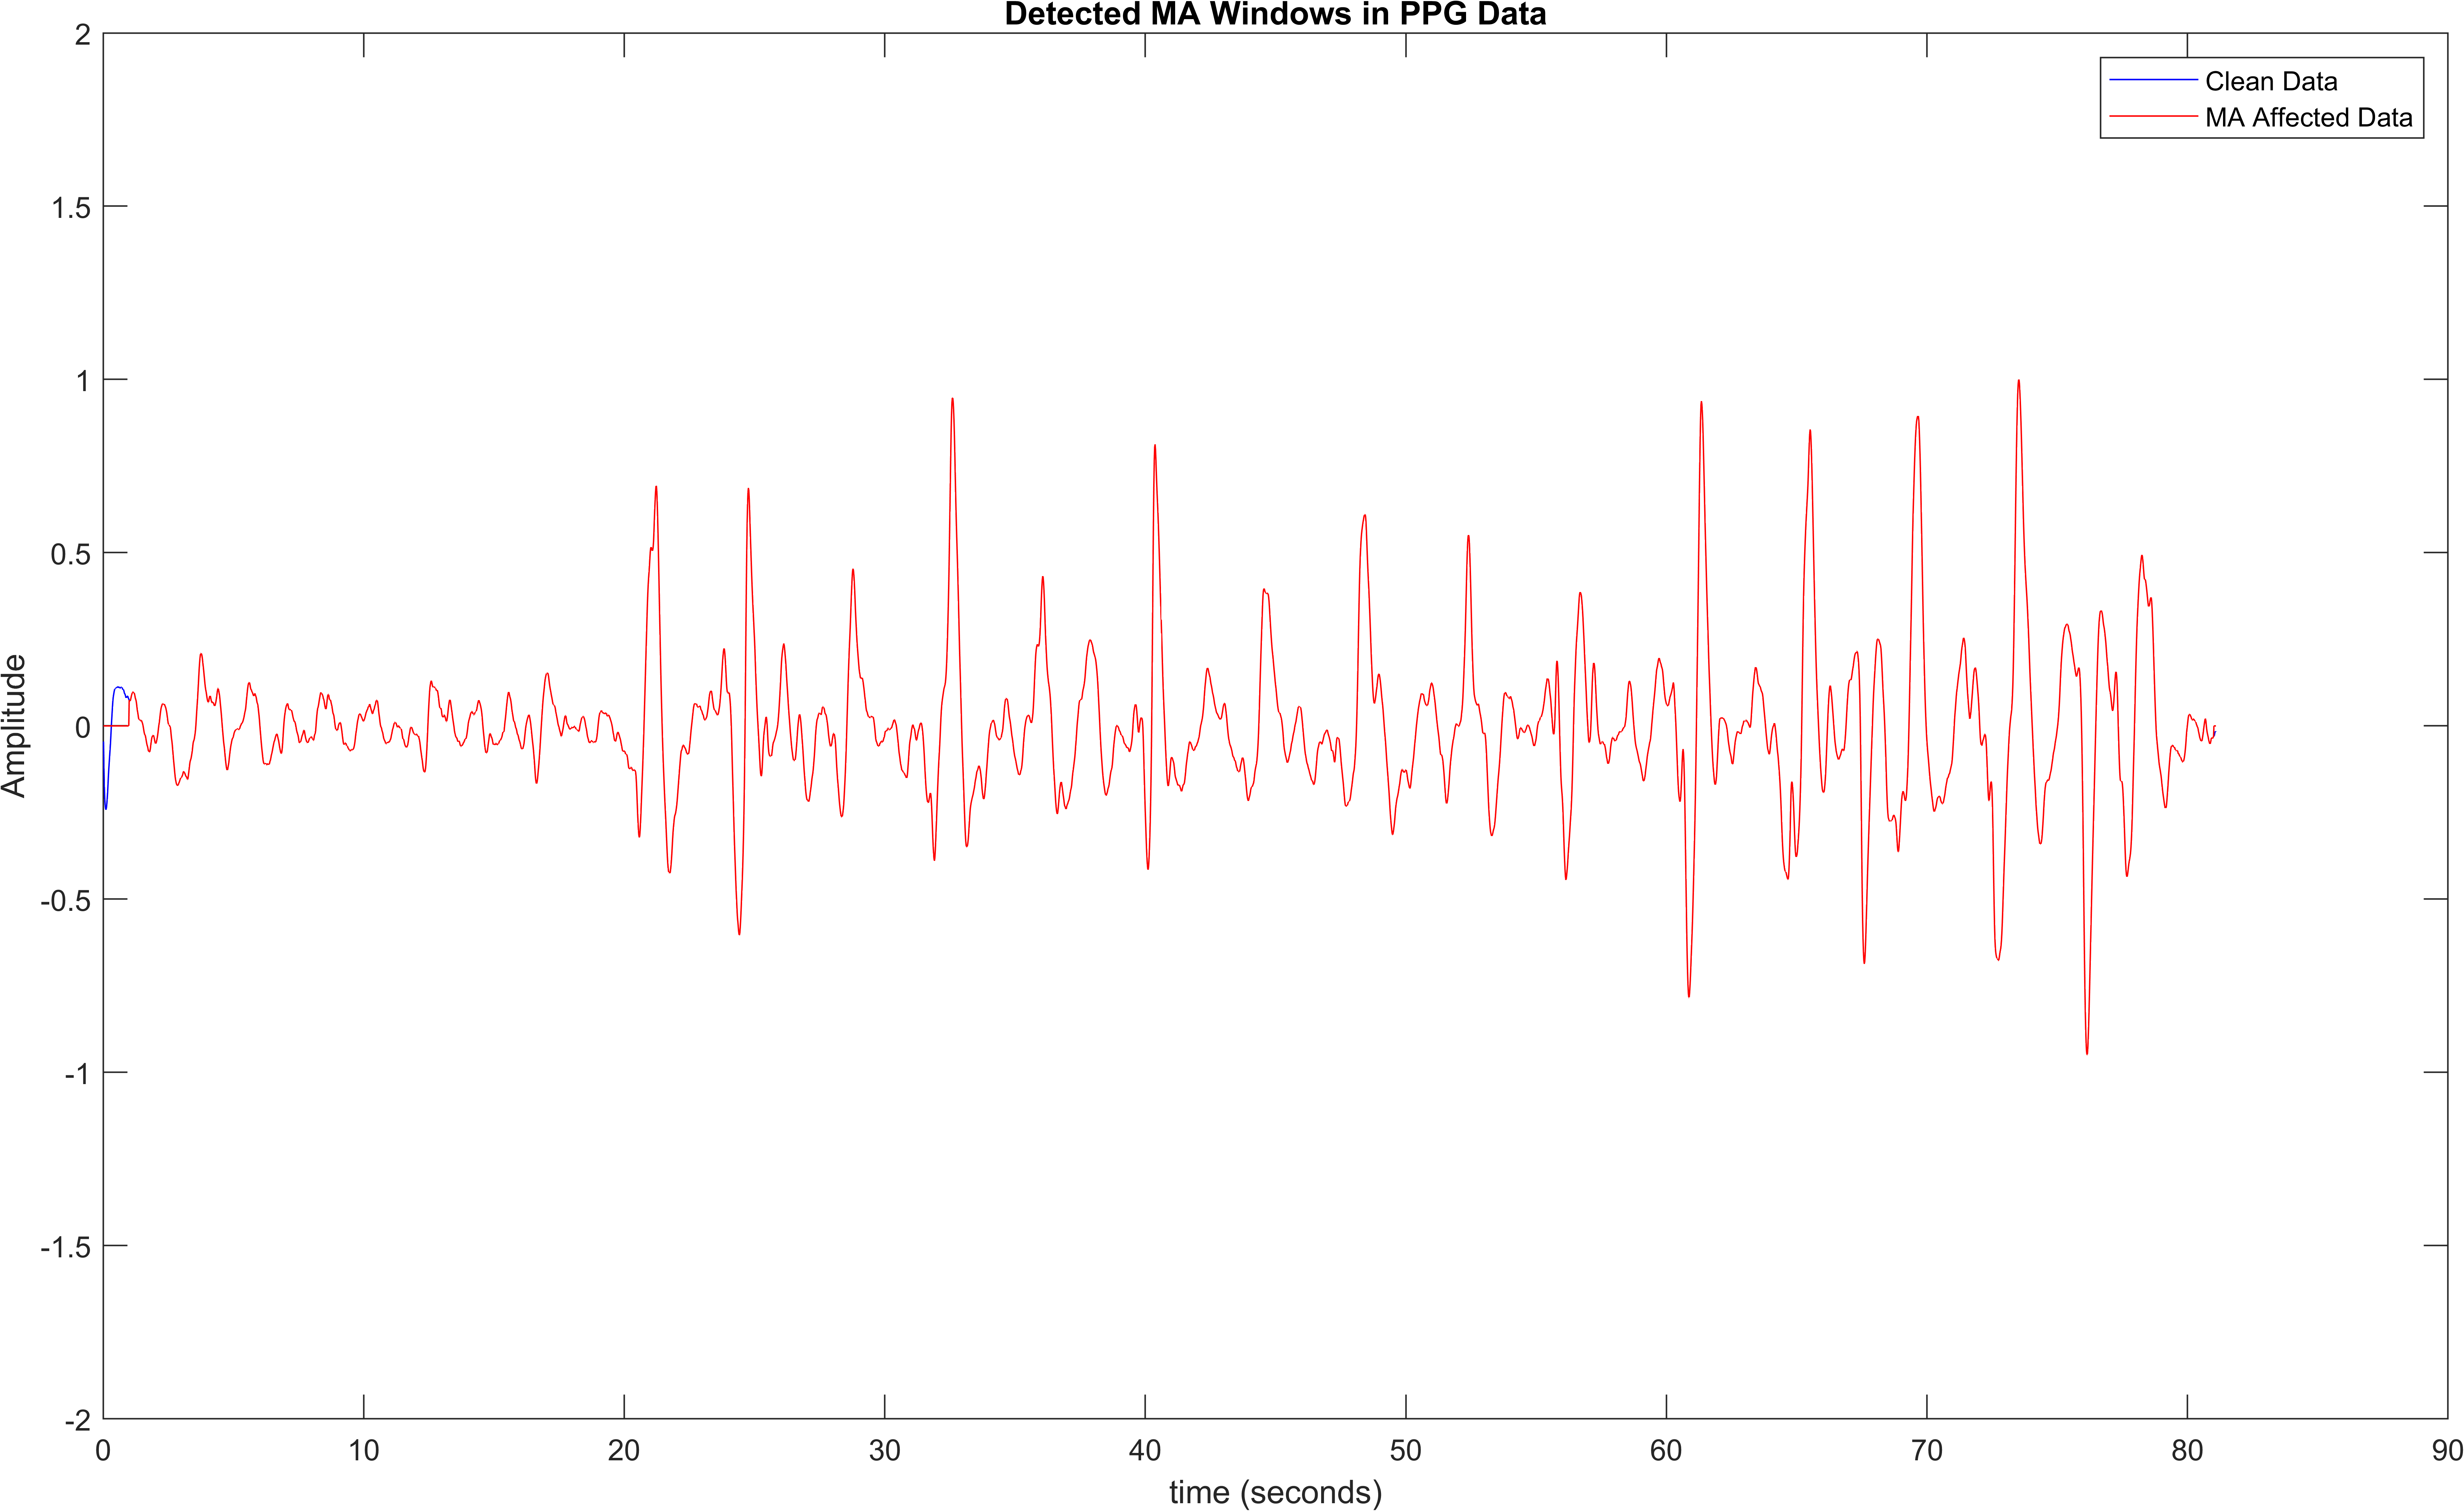 Detected MA Windows in PPG Data
Clean Data
MA Affected Data
Amplitude
2
1.5
1
0.5
0
-0.5
-1
-1.5
-2
0 10 20 30 40 50 60 70 80 90
time (seconds)